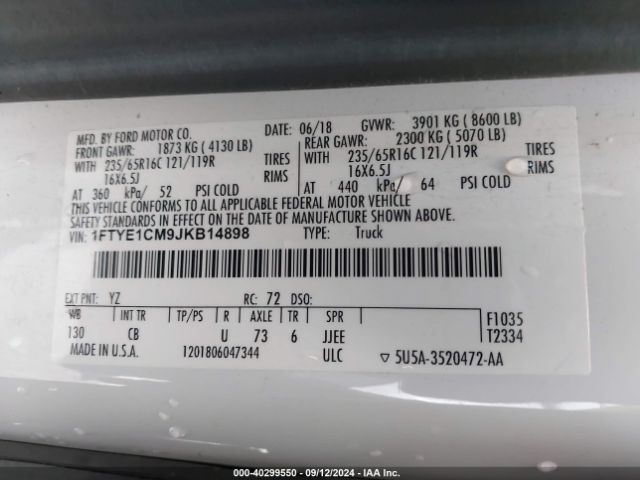 MFD. BY FORD MOTOR CO. DATE: 06/18 GVWR: 3901 KG ( 8600 LB)
FRONT GAWR: 1873 KG ( 4130 LB) REAR GAWR: 2300 KG ( 5070 LB)
WITH 235/65R16C 121/119R TIRES WITH 235/65R16C 121/119R TIRES
16X6.5J RIMS 16X6.5J RIMS
AT 360 kPa/ 52 PSI COLD AT 440 kPa/ 64 PSI COLD
THIS VEHICLE CONFORMS TO ALL APPLICABLE FEDERAL MOTOR VEHICLE
SAFETY STANDARDS IN EFFECT ON THE DATE OF MANUFACTURE SHOWN ABOVE.
VIN: 1FTYE1CM9JKB14898 TYPE: Truck
EXT PNT: YZ RC: 72 DSO:
WB INT TR TP/PS R AXLE TR SPR F1035
130 CB U 73 6 JJEE T2334
MADE IN U.S.A. 1201806047344 ULC ▽ 5U5A-3520472-AA
000-40299550 - 09/12/2024 - IAA Inc.